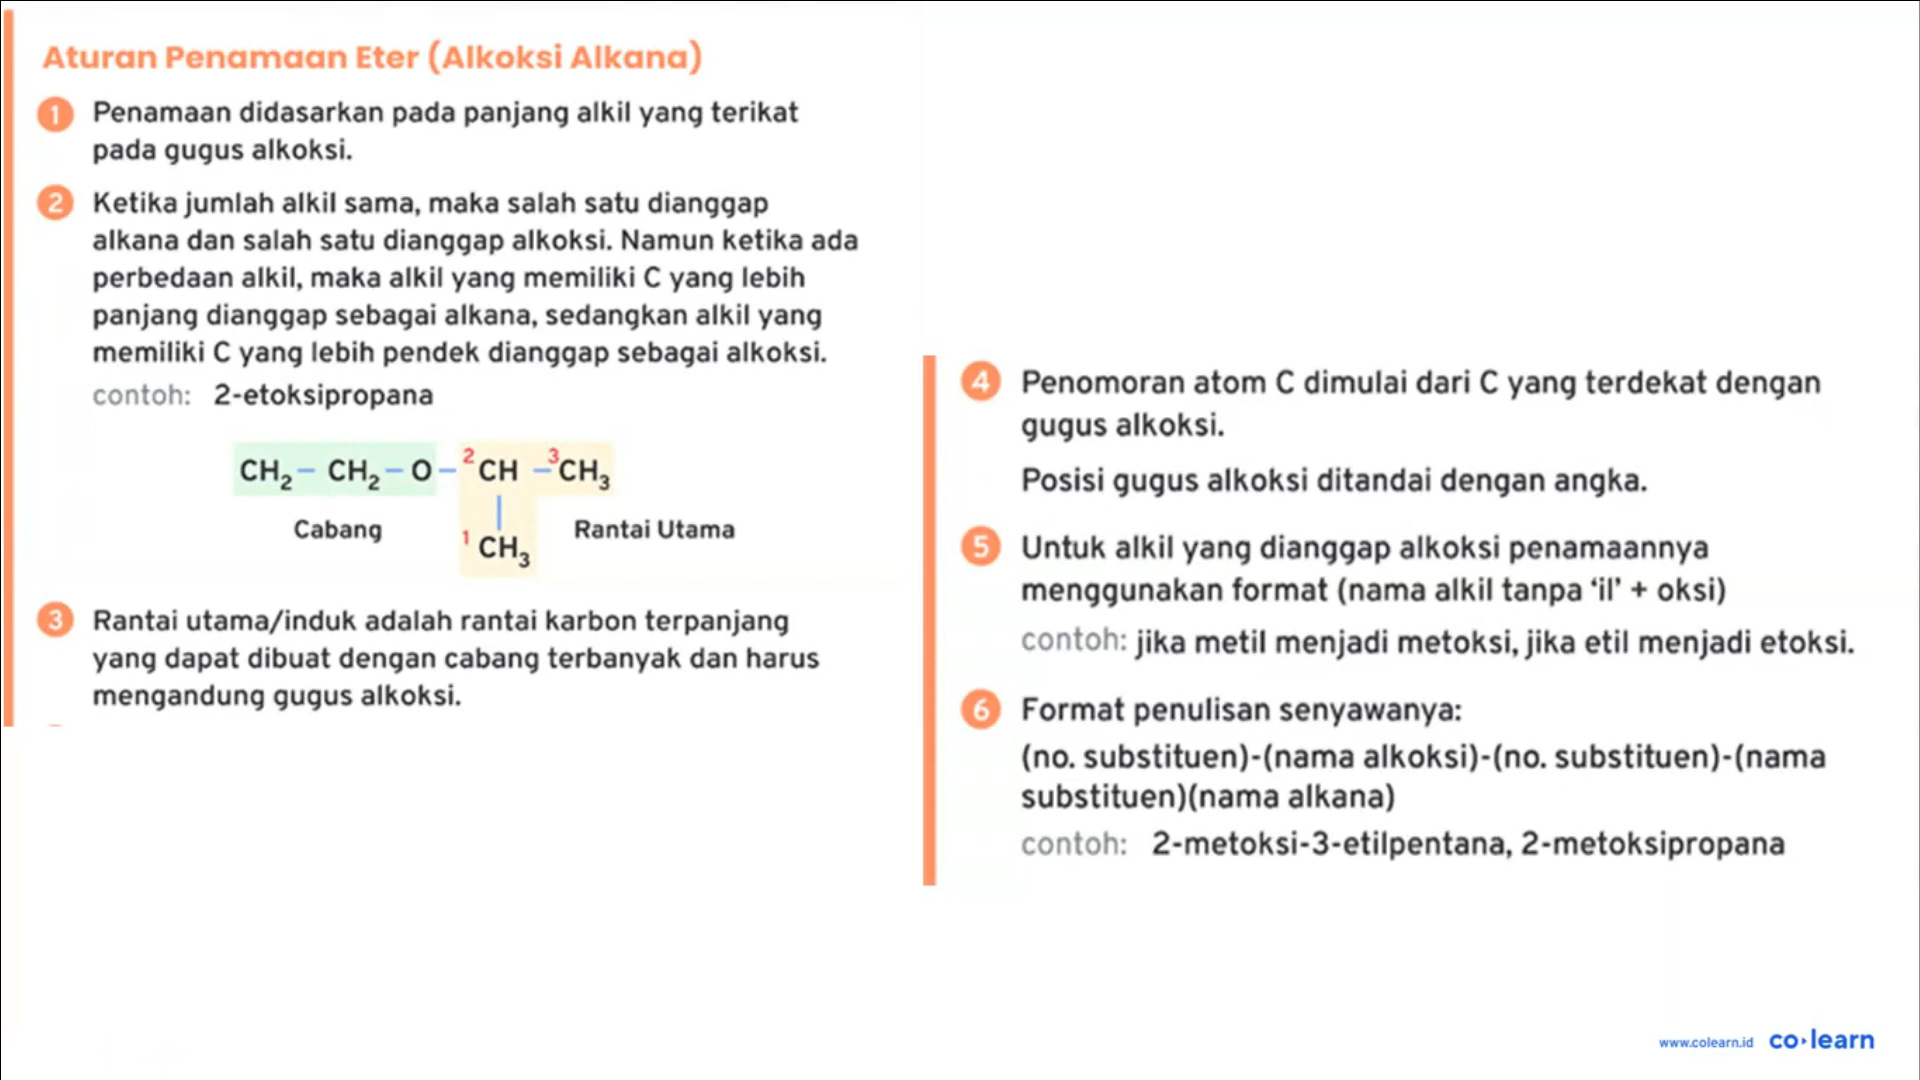 Aturan Penamaan Eter (Alkoksi Alkana)
1 Penamaan didasarkan pada panjang alkil yang terikat
pada gugus alkoksi.
2 Ketika jumlah alkil sama, maka salah satu dianggap
alkana dan salah satu dianggap alkoksi. Namun ketika ada
perbedaan alkil, maka alkil yang memiliki C yang lebih
panjang dianggap sebagai alkana, sedangkan alkil yang
memiliki C yang lebih pendek dianggap sebagai alkoksi.
contoh: 2-etoksipropana
CH₂ – CH₂ – O – ²CH – ³CH₃
Cabang Rantai Utama
¹ CH₃
3 Rantai utama/induk adalah rantai karbon terpanjang
yang dapat dibuat dengan cabang terbanyak dan harus
mengandung gugus alkoksi.
4 Penomoran atom C dimulai dari C yang terdekat dengan
gugus alkoksi.
Posisi gugus alkoksi ditandai dengan angka.
5 Untuk alkil yang dianggap alkoksi penamaannya
menggunakan format (nama alkil tanpa ‘il’ + oksi)
contoh: jika metil menjadi metoksi, jika etil menjadi etoksi.
6 Format penulisan senyawanya:
(no. substituen)-(nama alkoksi)-(no. substituen)-(nama
substituen)(nama alkana)
contoh: 2-metoksi-3-etilpentana, 2-metoksipropana
www.colearn.id co·learn